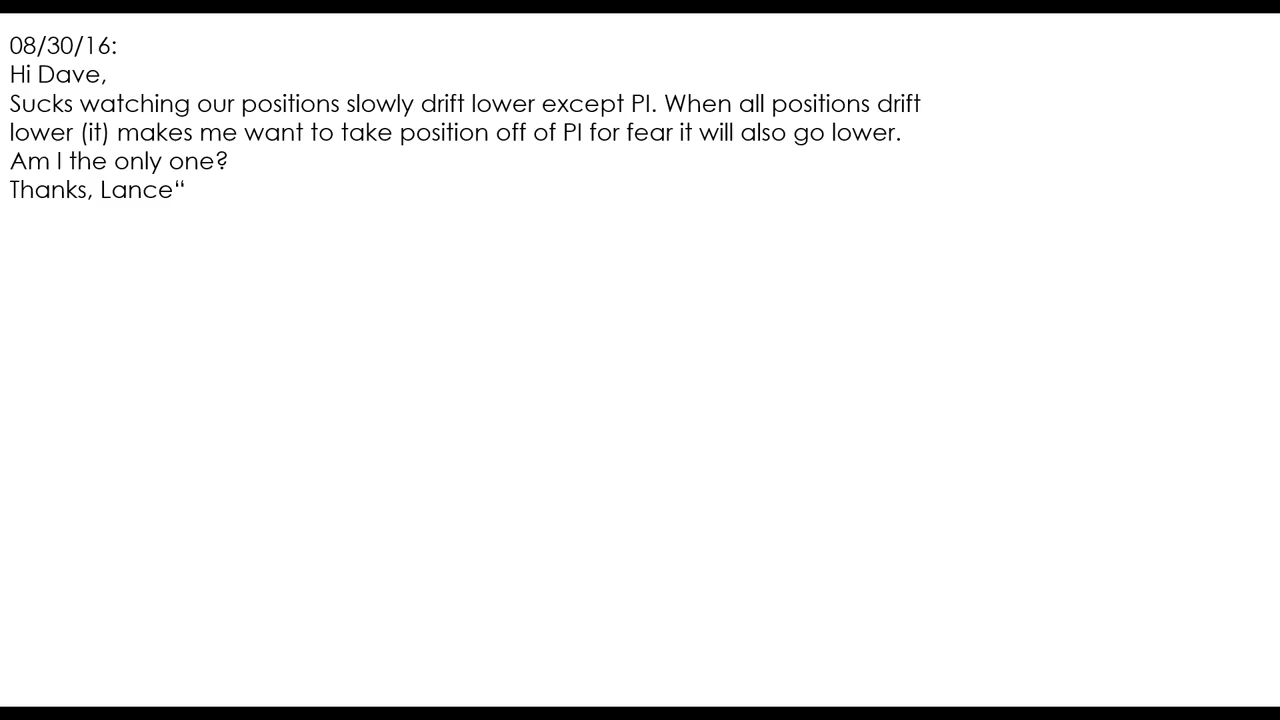 08/30/16:
Hi Dave,
Sucks watching our positions slowly drift lower except PI. When all positions drift
lower (it) makes me want to take position off of PI for fear it will also go lower.
Am I the only one?
Thanks, Lance“